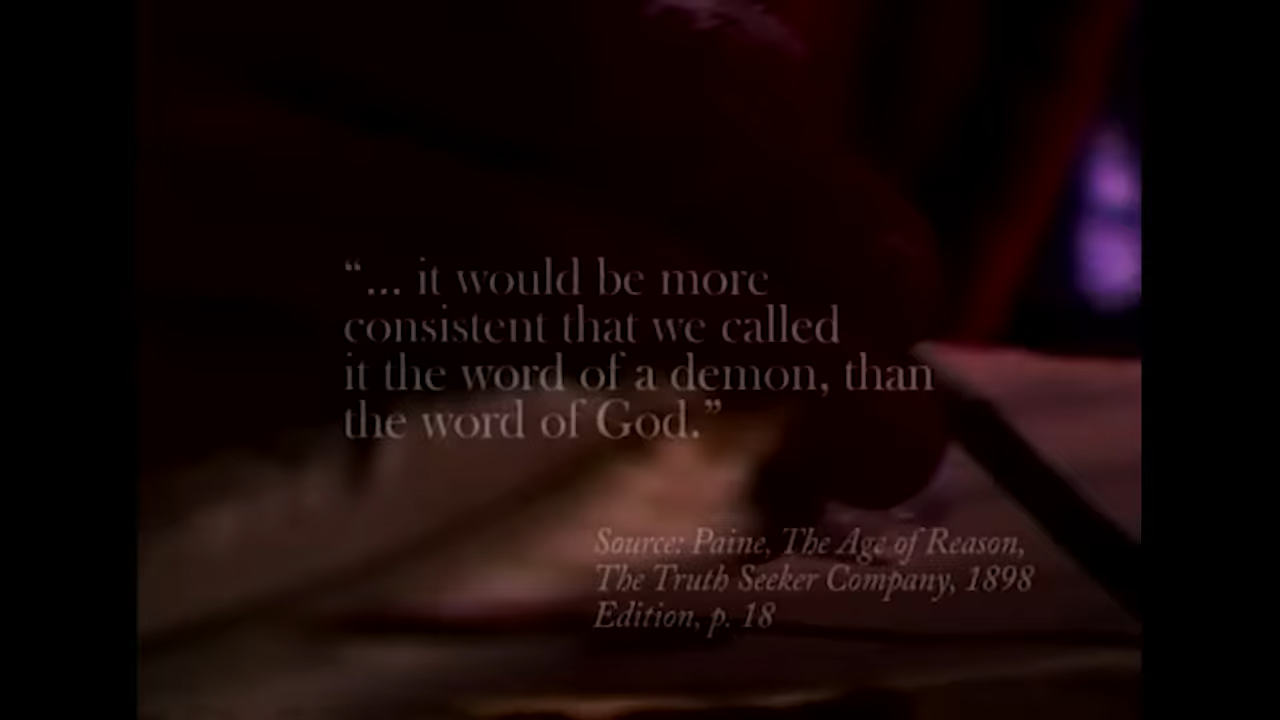 “... it would be more
consistent that we called
it the word of a demon, than
the word of God.”
Source: Paine, The Age of Reason,
The Truth Seeker Company, 1898
Edition, p. 18